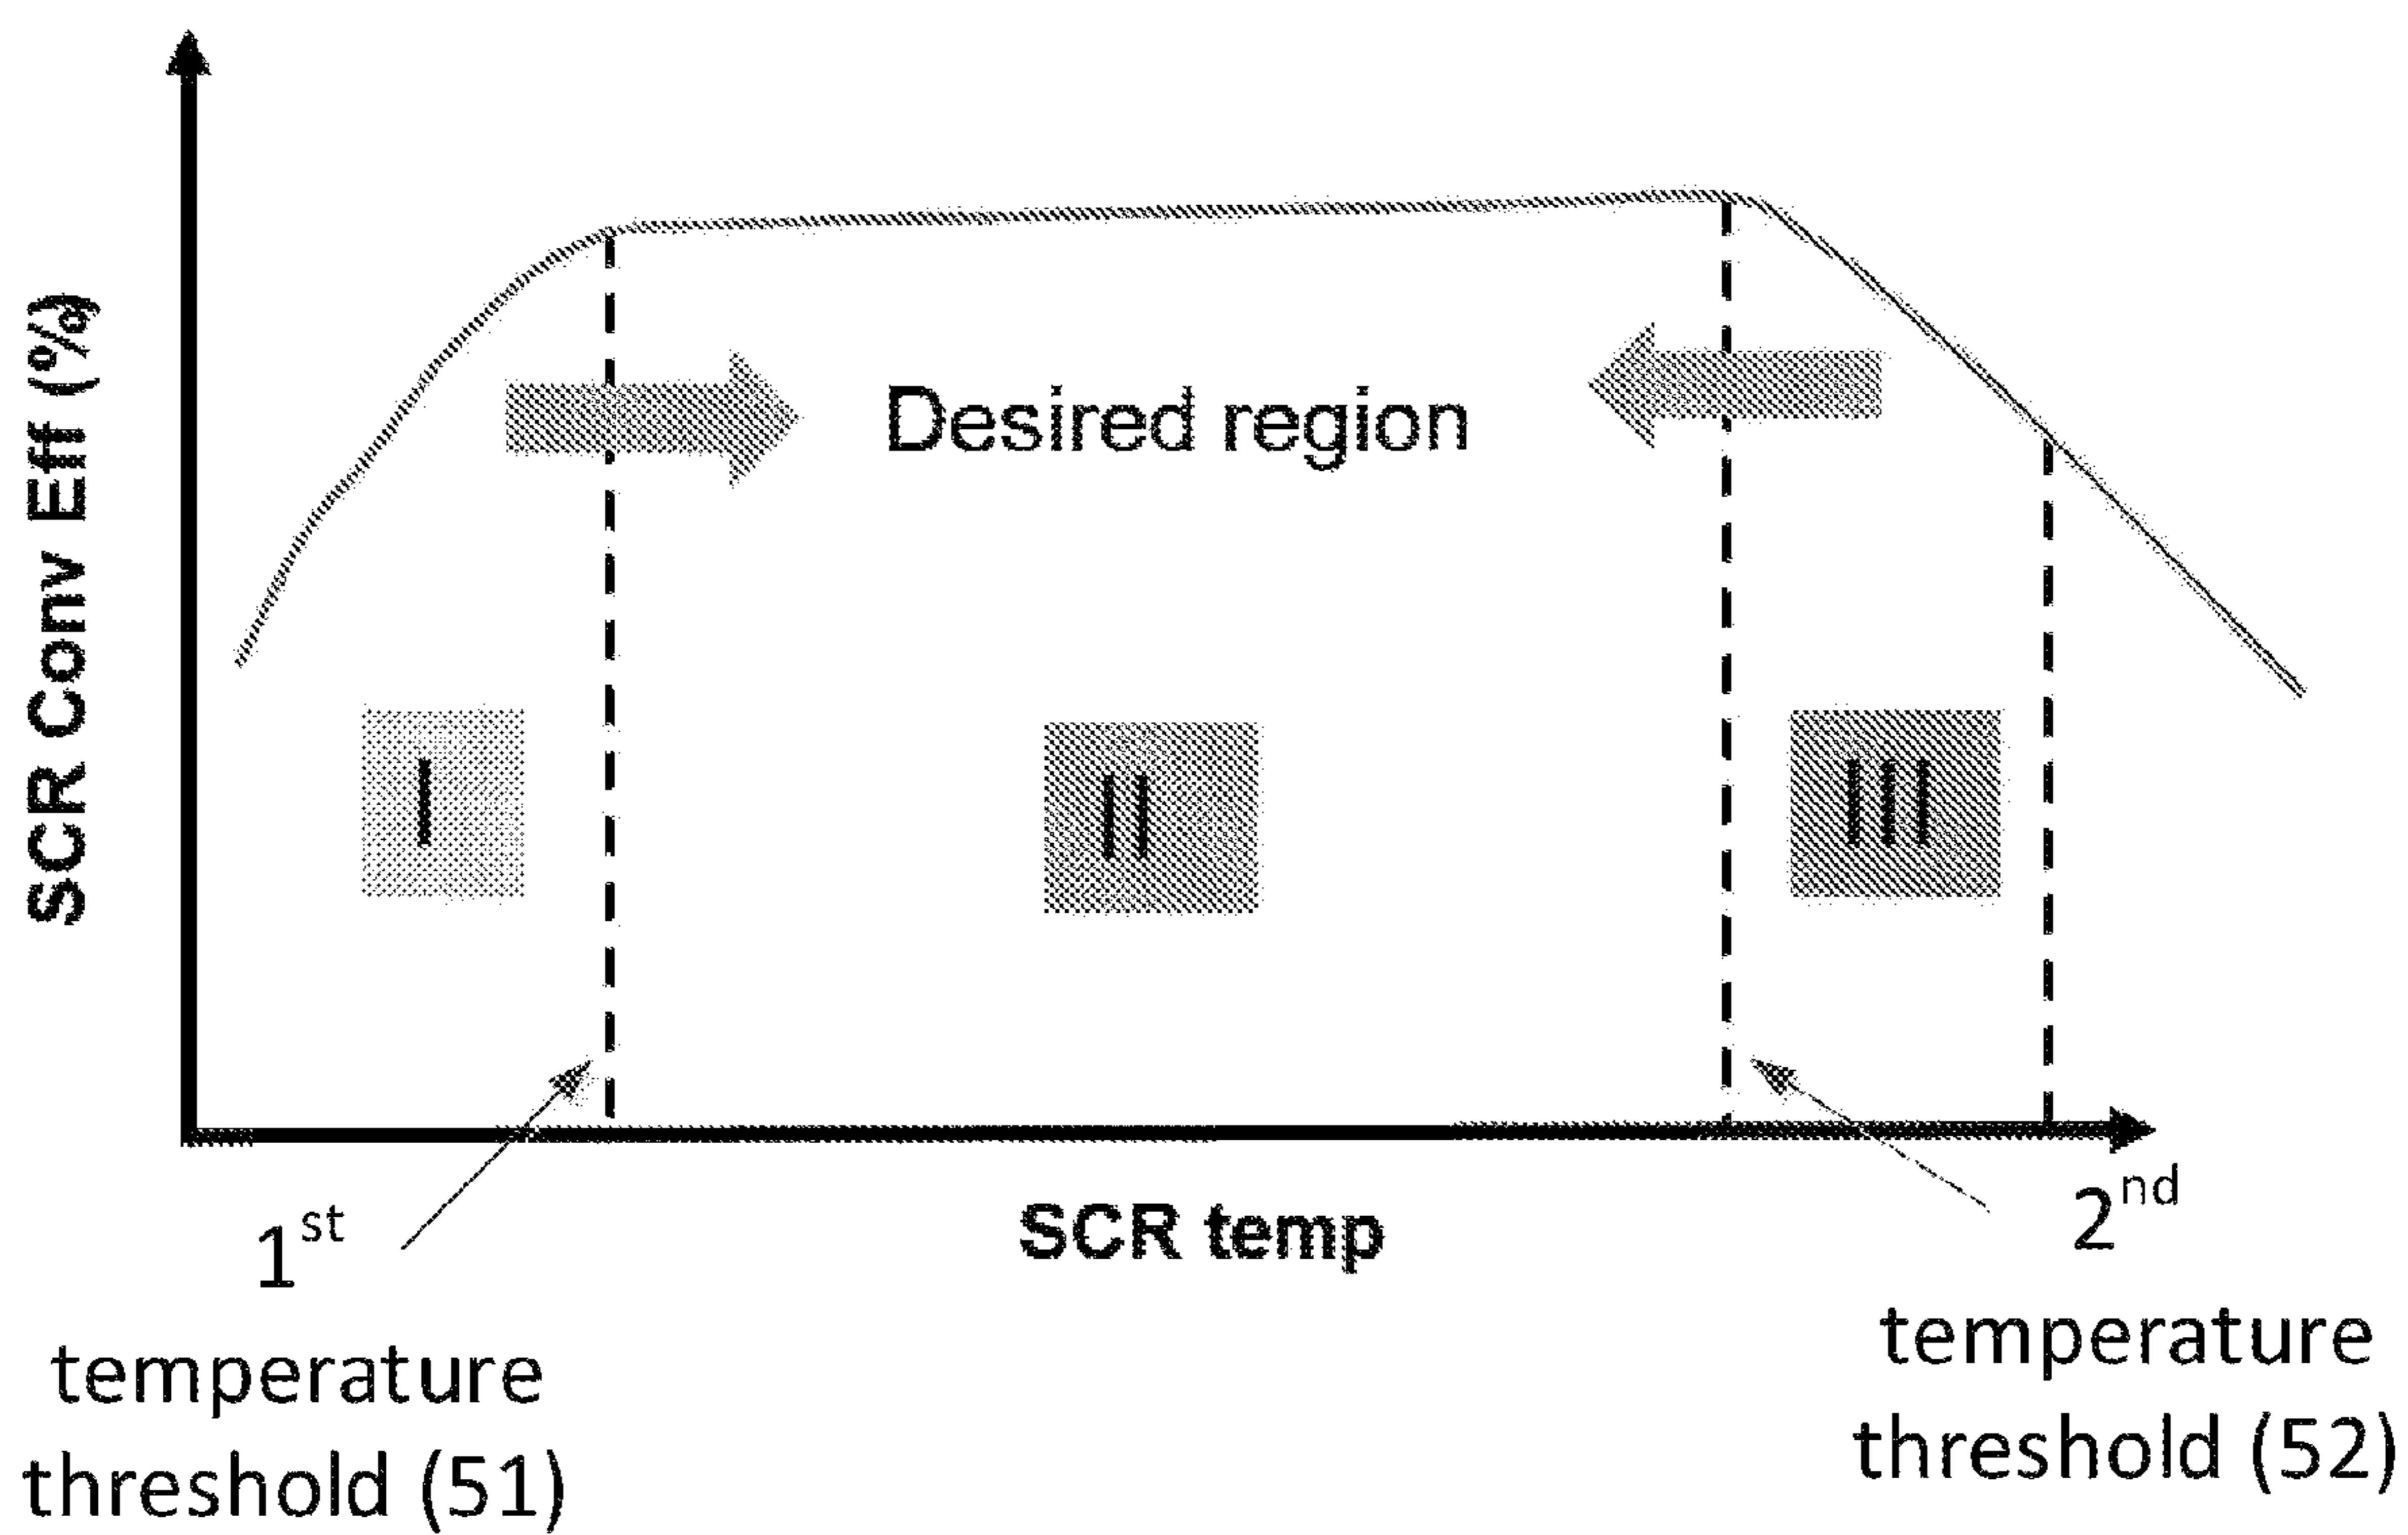 SCR Conv Eff (%)
Desired region
I
II
III
SCR temp
1st
temperature
threshold (51)
2nd
temperature
threshold (52)